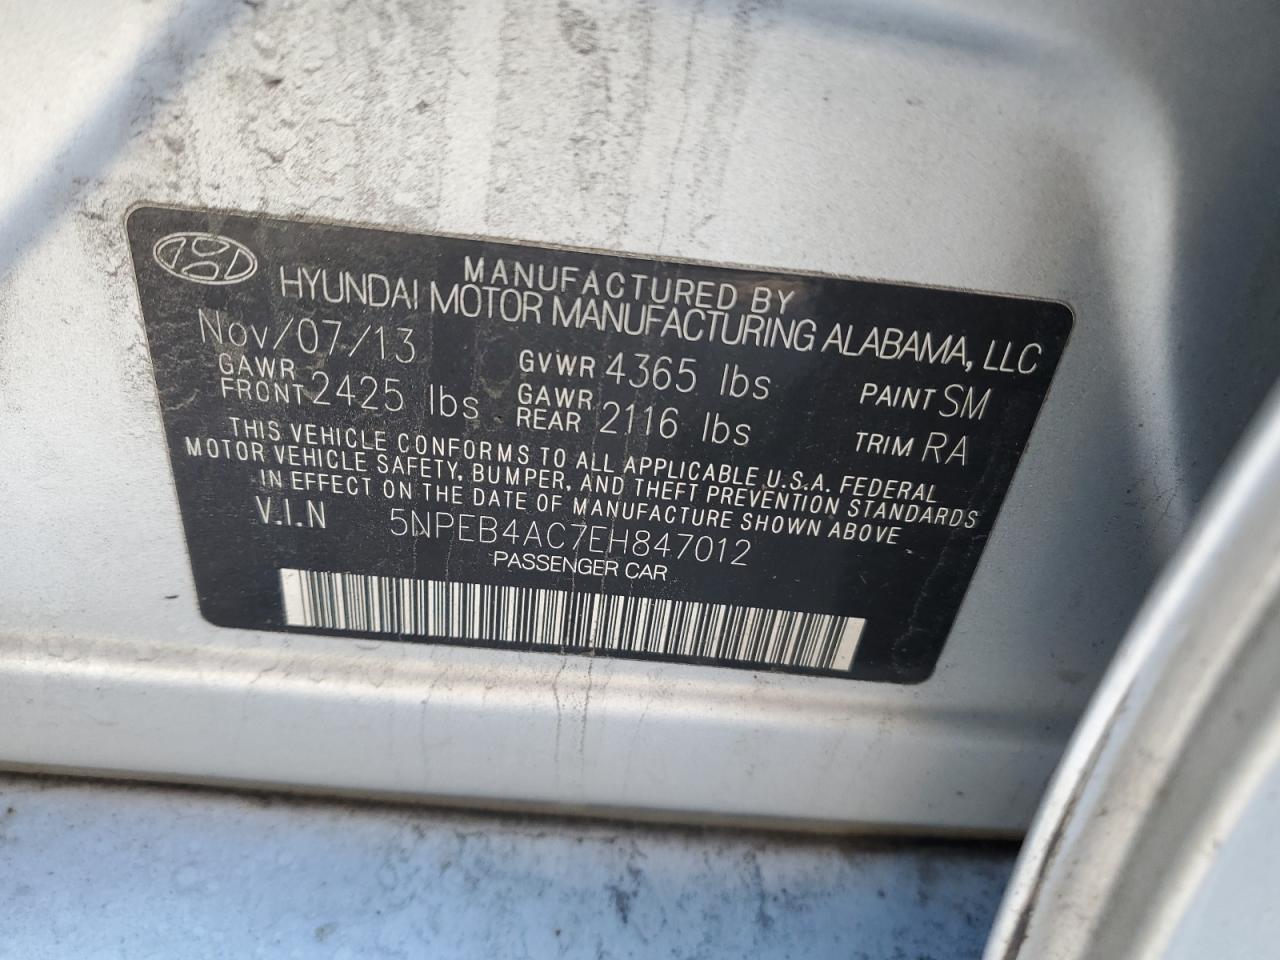 MANUFACTURED BY
HYUNDAI MOTOR MANUFACTURING ALABAMA, LLC
Nov/07/13 GVWR 4365 lbs PAINT SM
GAWR FRONT 2425 lbs GAWR REAR 2116 lbs TRIM RA
THIS VEHICLE CONFORMS TO ALL APPLICABLE U.S.A. FEDERAL
MOTOR VEHICLE SAFETY, BUMPER, AND THEFT PREVENTION STANDARDS
IN EFFECT ON THE DATE OF MANUFACTURE SHOWN ABOVE
V.I.N 5NPEB4AC7EH847012
PASSENGER CAR